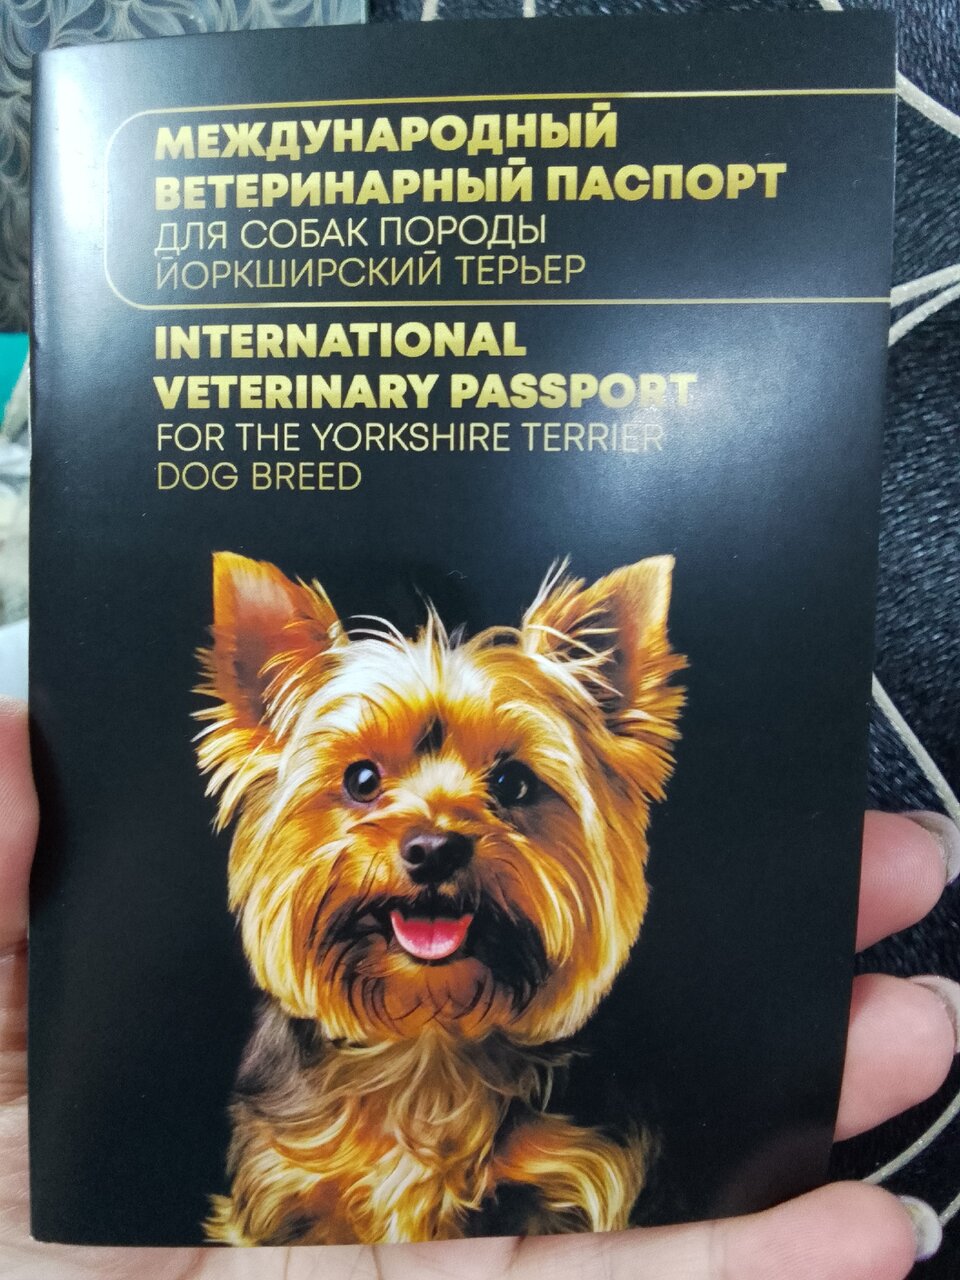 МЕЖДУНАРОДНЫЙ
ВЕТЕРИНАРНЫЙ ПАСПОРТ
ДЛЯ СОБАК ПОРОДЫ
ЙОРКШИРСКИЙ ТЕРЬЕР
INTERNATIONAL
VETERINARY PASSPORT
FOR THE YORKSHIRE TERRIER
DOG BREED